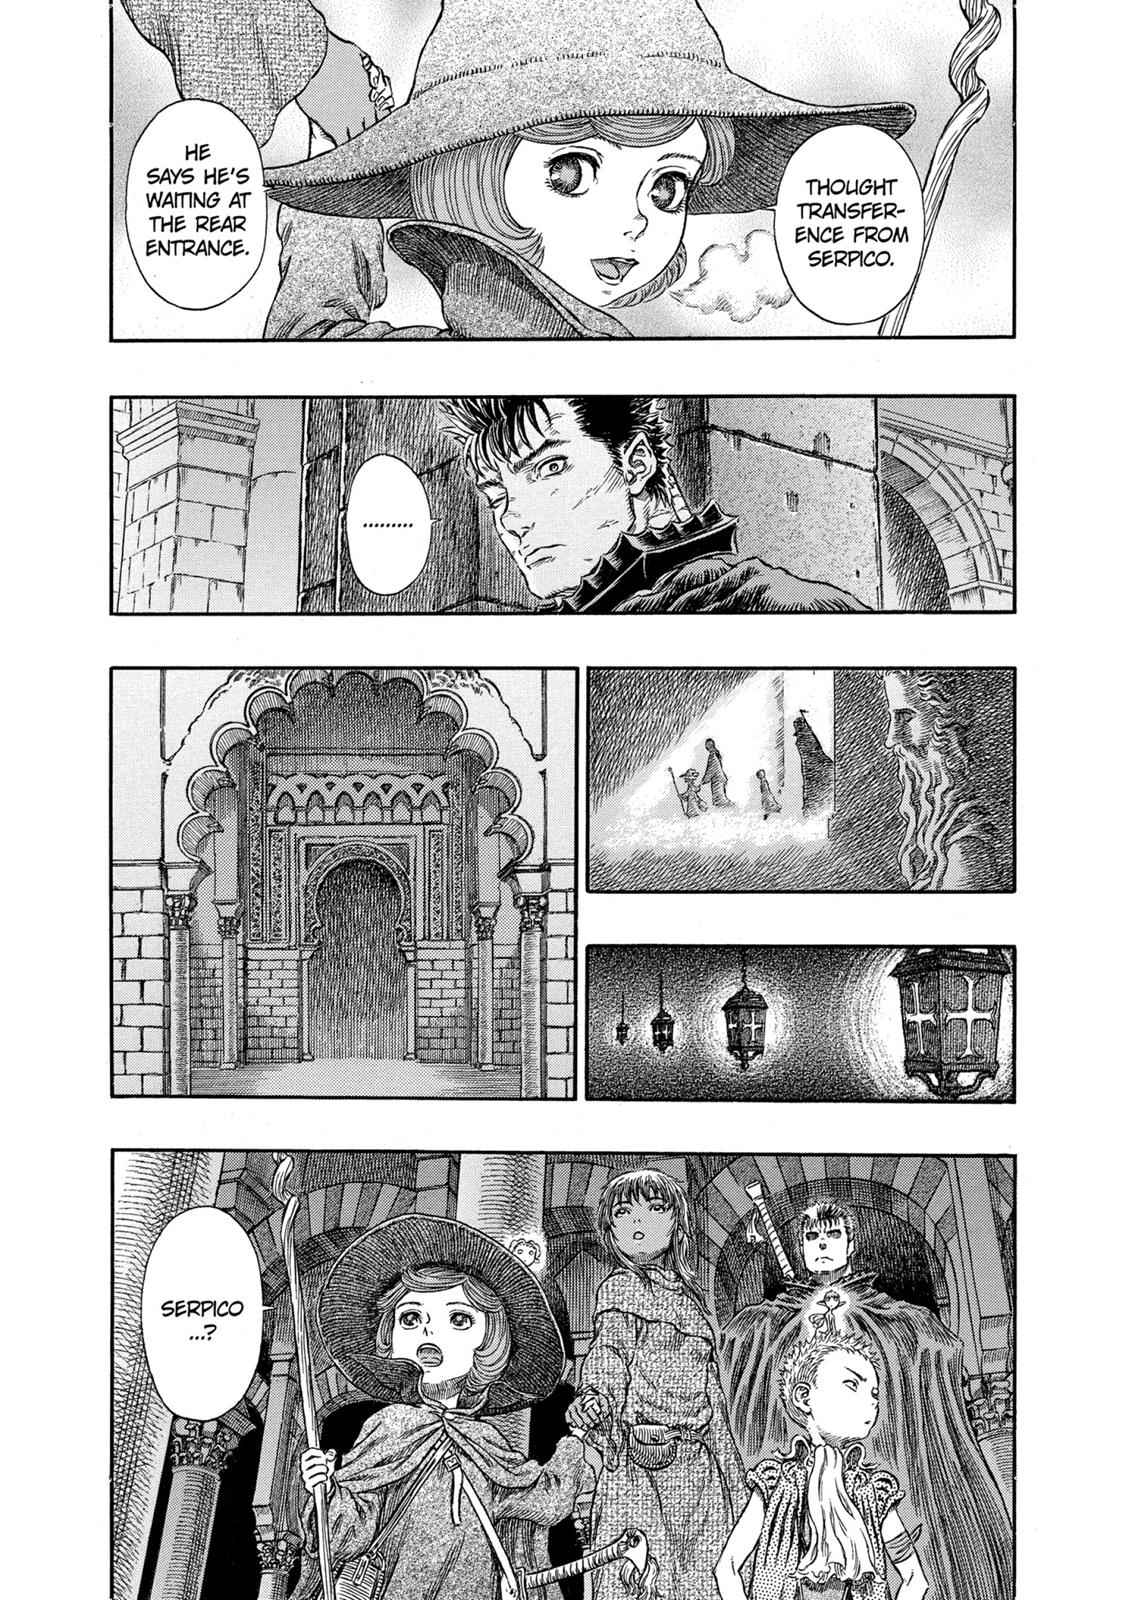 THOUGHT
TRANSFER-
ENCE FROM
SERPICO.
HE
SAYS HE'S
WAITING AT
THE REAR
ENTRANCE.
..........
SERPICO
...?